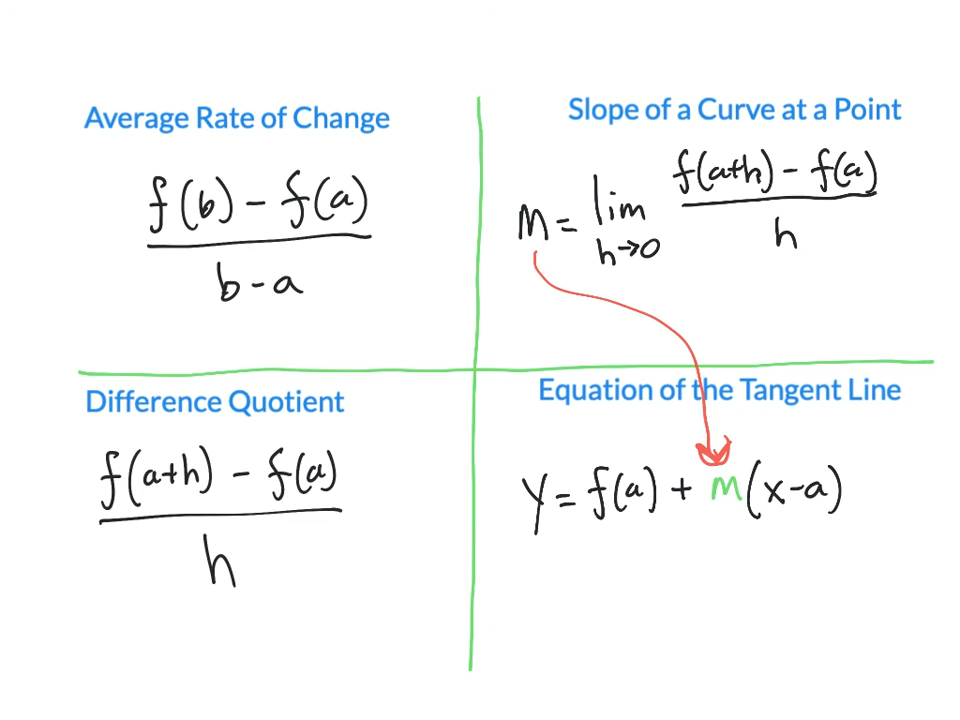 Average Rate of Change
f(b) - f(a)
b - a
Slope of a Curve at a Point
m = lim h→0 f(a+h) - f(a)
h
Difference Quotient
f(a+h) - f(a)
h
Equation of the Tangent Line
y = f(a) + m(x-a)